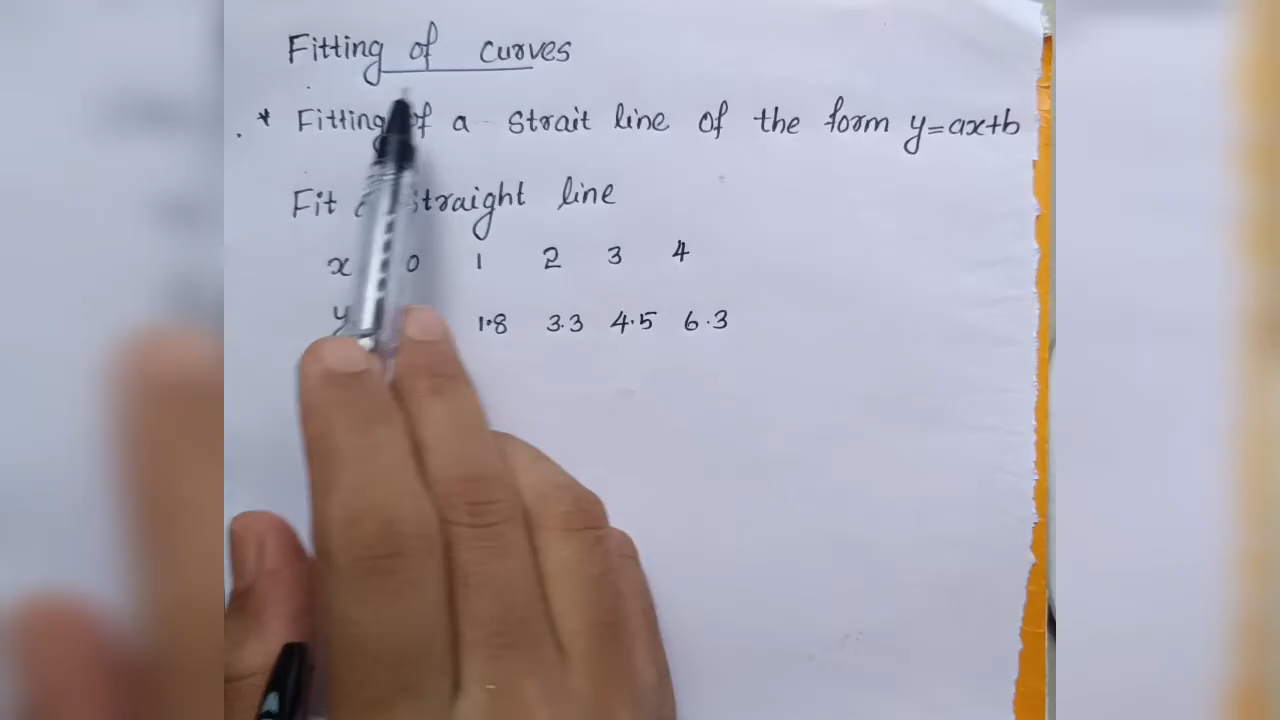 Fitting of curves
* Fitting of a strait line of the form y=ax+b
Fit straight line
x 0 1 2 3 4
y 1.8 3.3 4.5 6.3